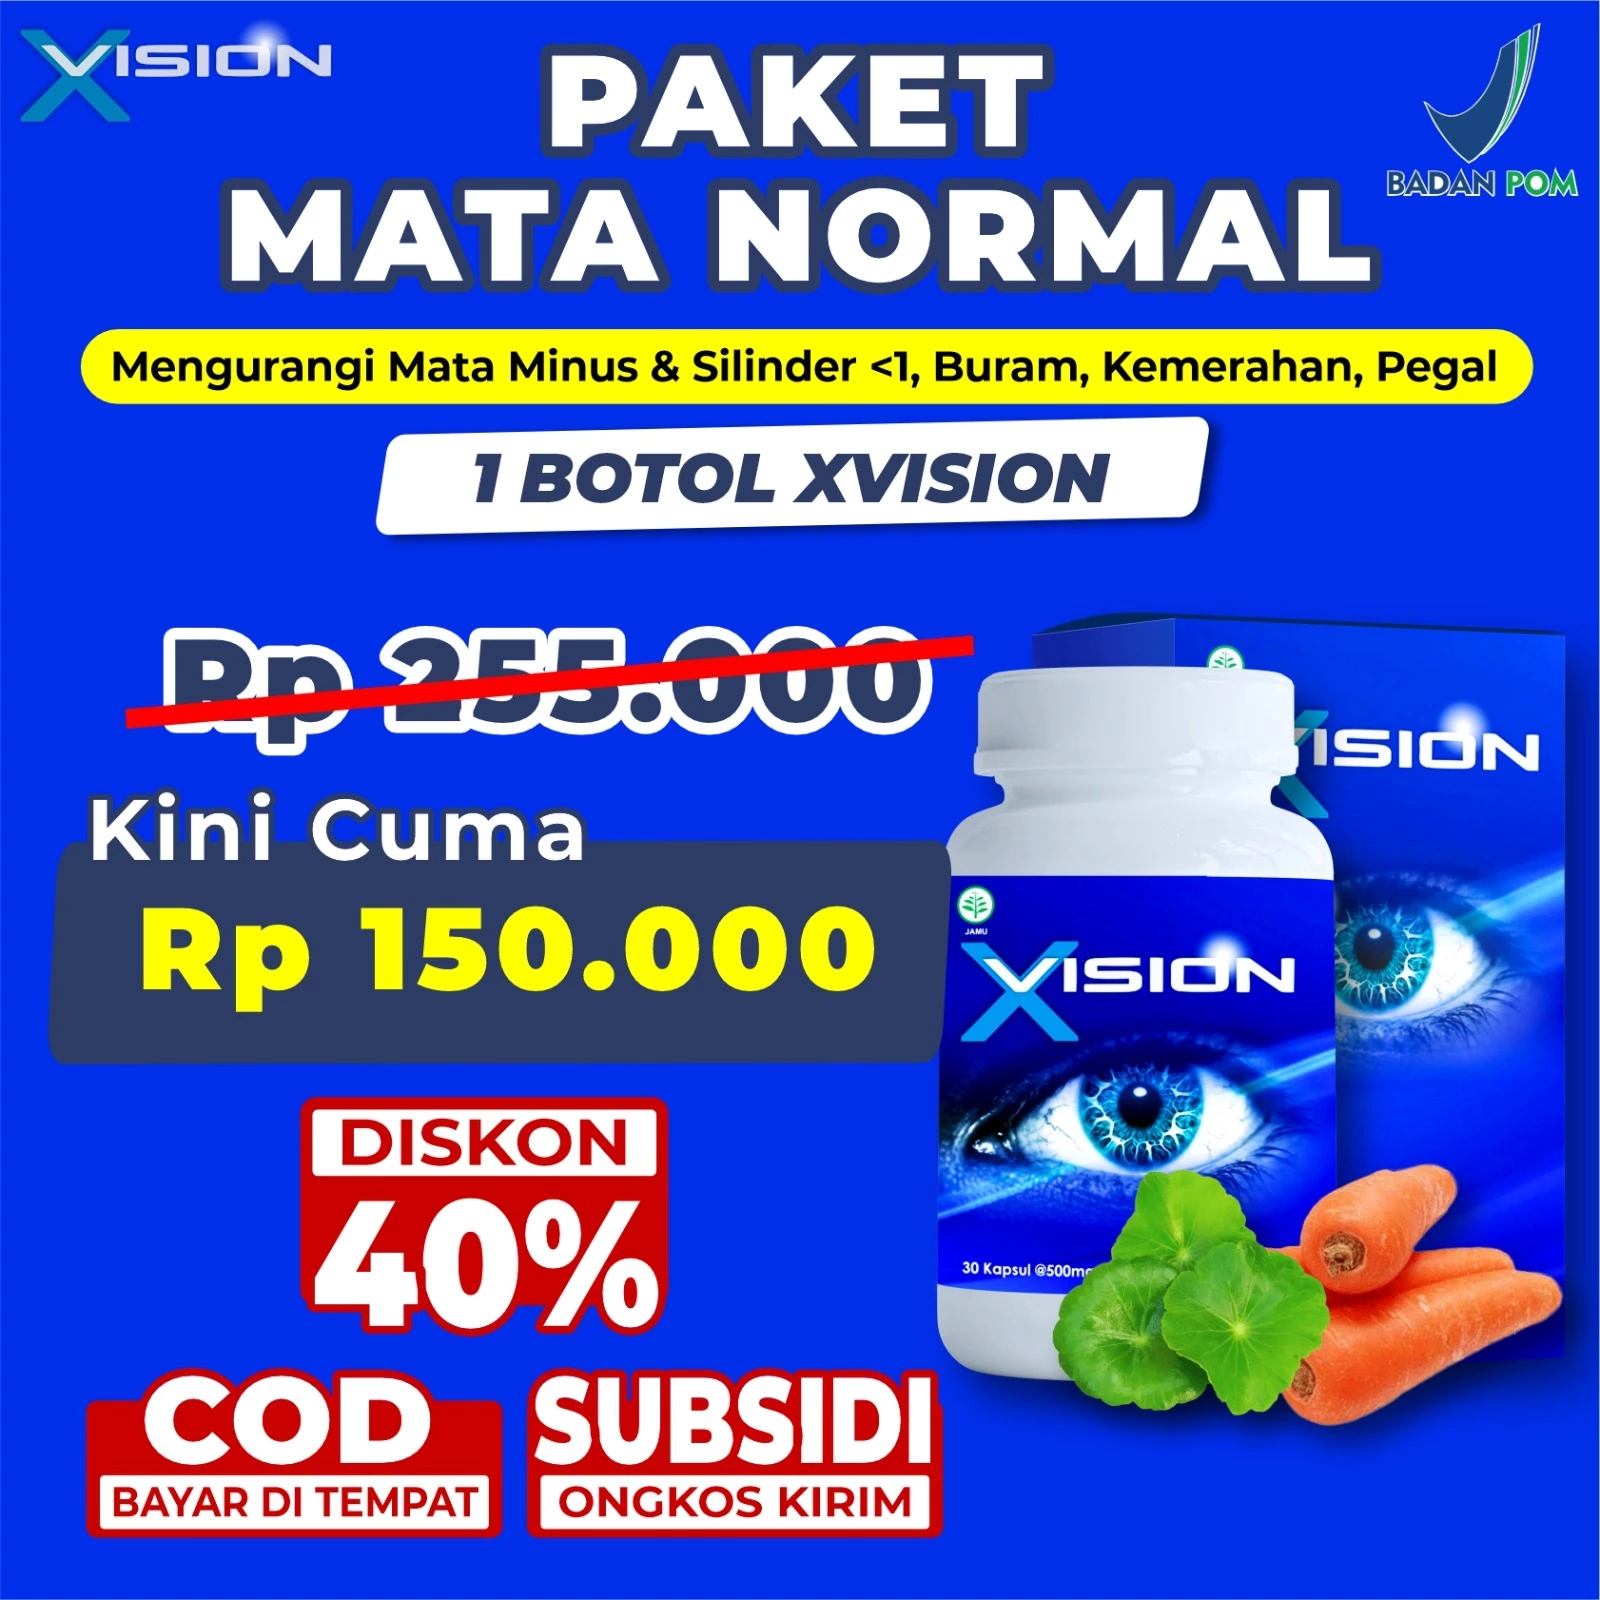 XVISION
PAKET
MATA NORMAL
BADAN POM
Mengurangi Mata Minus & Silinder <1, Buram, Kemerahan, Pegal
1 BOTOL XVISION
Rp 255.000
Kini Cuma
Rp 150.000
DISKON
40%
COD
BAYAR DI TEMPAT
SUBSIDI
ONGKOS KIRIM
XVISION
JAMU
XVISION
30 Kapsul @500mg